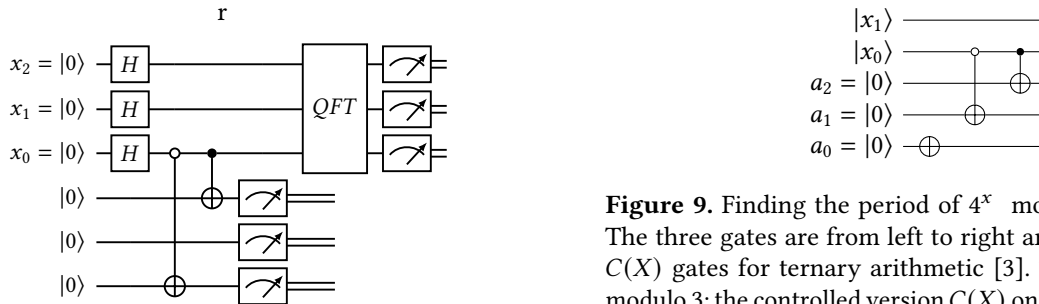 r
x₂ = |0⟩ H
x₁ = |0⟩ H QFT
x₀ = |0⟩ H
|0⟩
|0⟩
|0⟩
|x₁⟩
|x₀⟩
a₂ = |0⟩
a₁ = |0⟩
a₀ = |0⟩
Figure 9. Finding the period of 4ˣ mo
The three gates are from left to right an
C(X) gates for ternary arithmetic [3].
modulo 3; the controlled version C(X) on